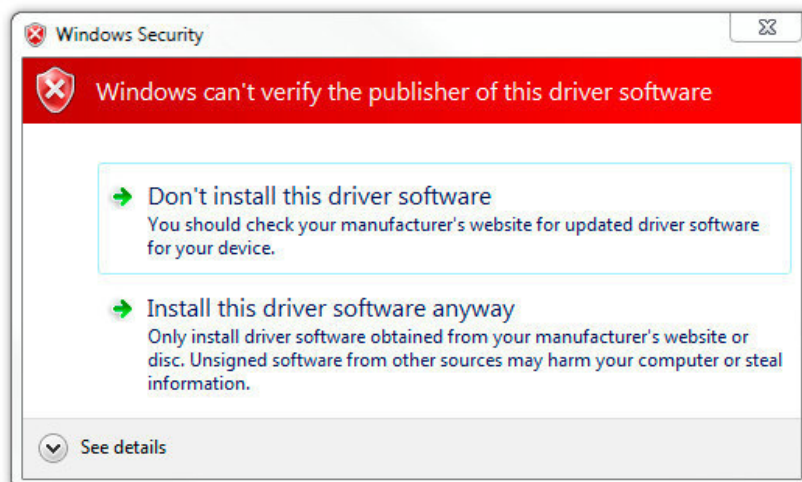 Windows Security
Windows can't verify the publisher of this driver software
Don't install this driver software
You should check your manufacturer's website for updated driver software
for your device.
Install this driver software anyway
Only install driver software obtained from your manufacturer's website or
disc. Unsigned software from other sources may harm your computer or steal
information.
See details